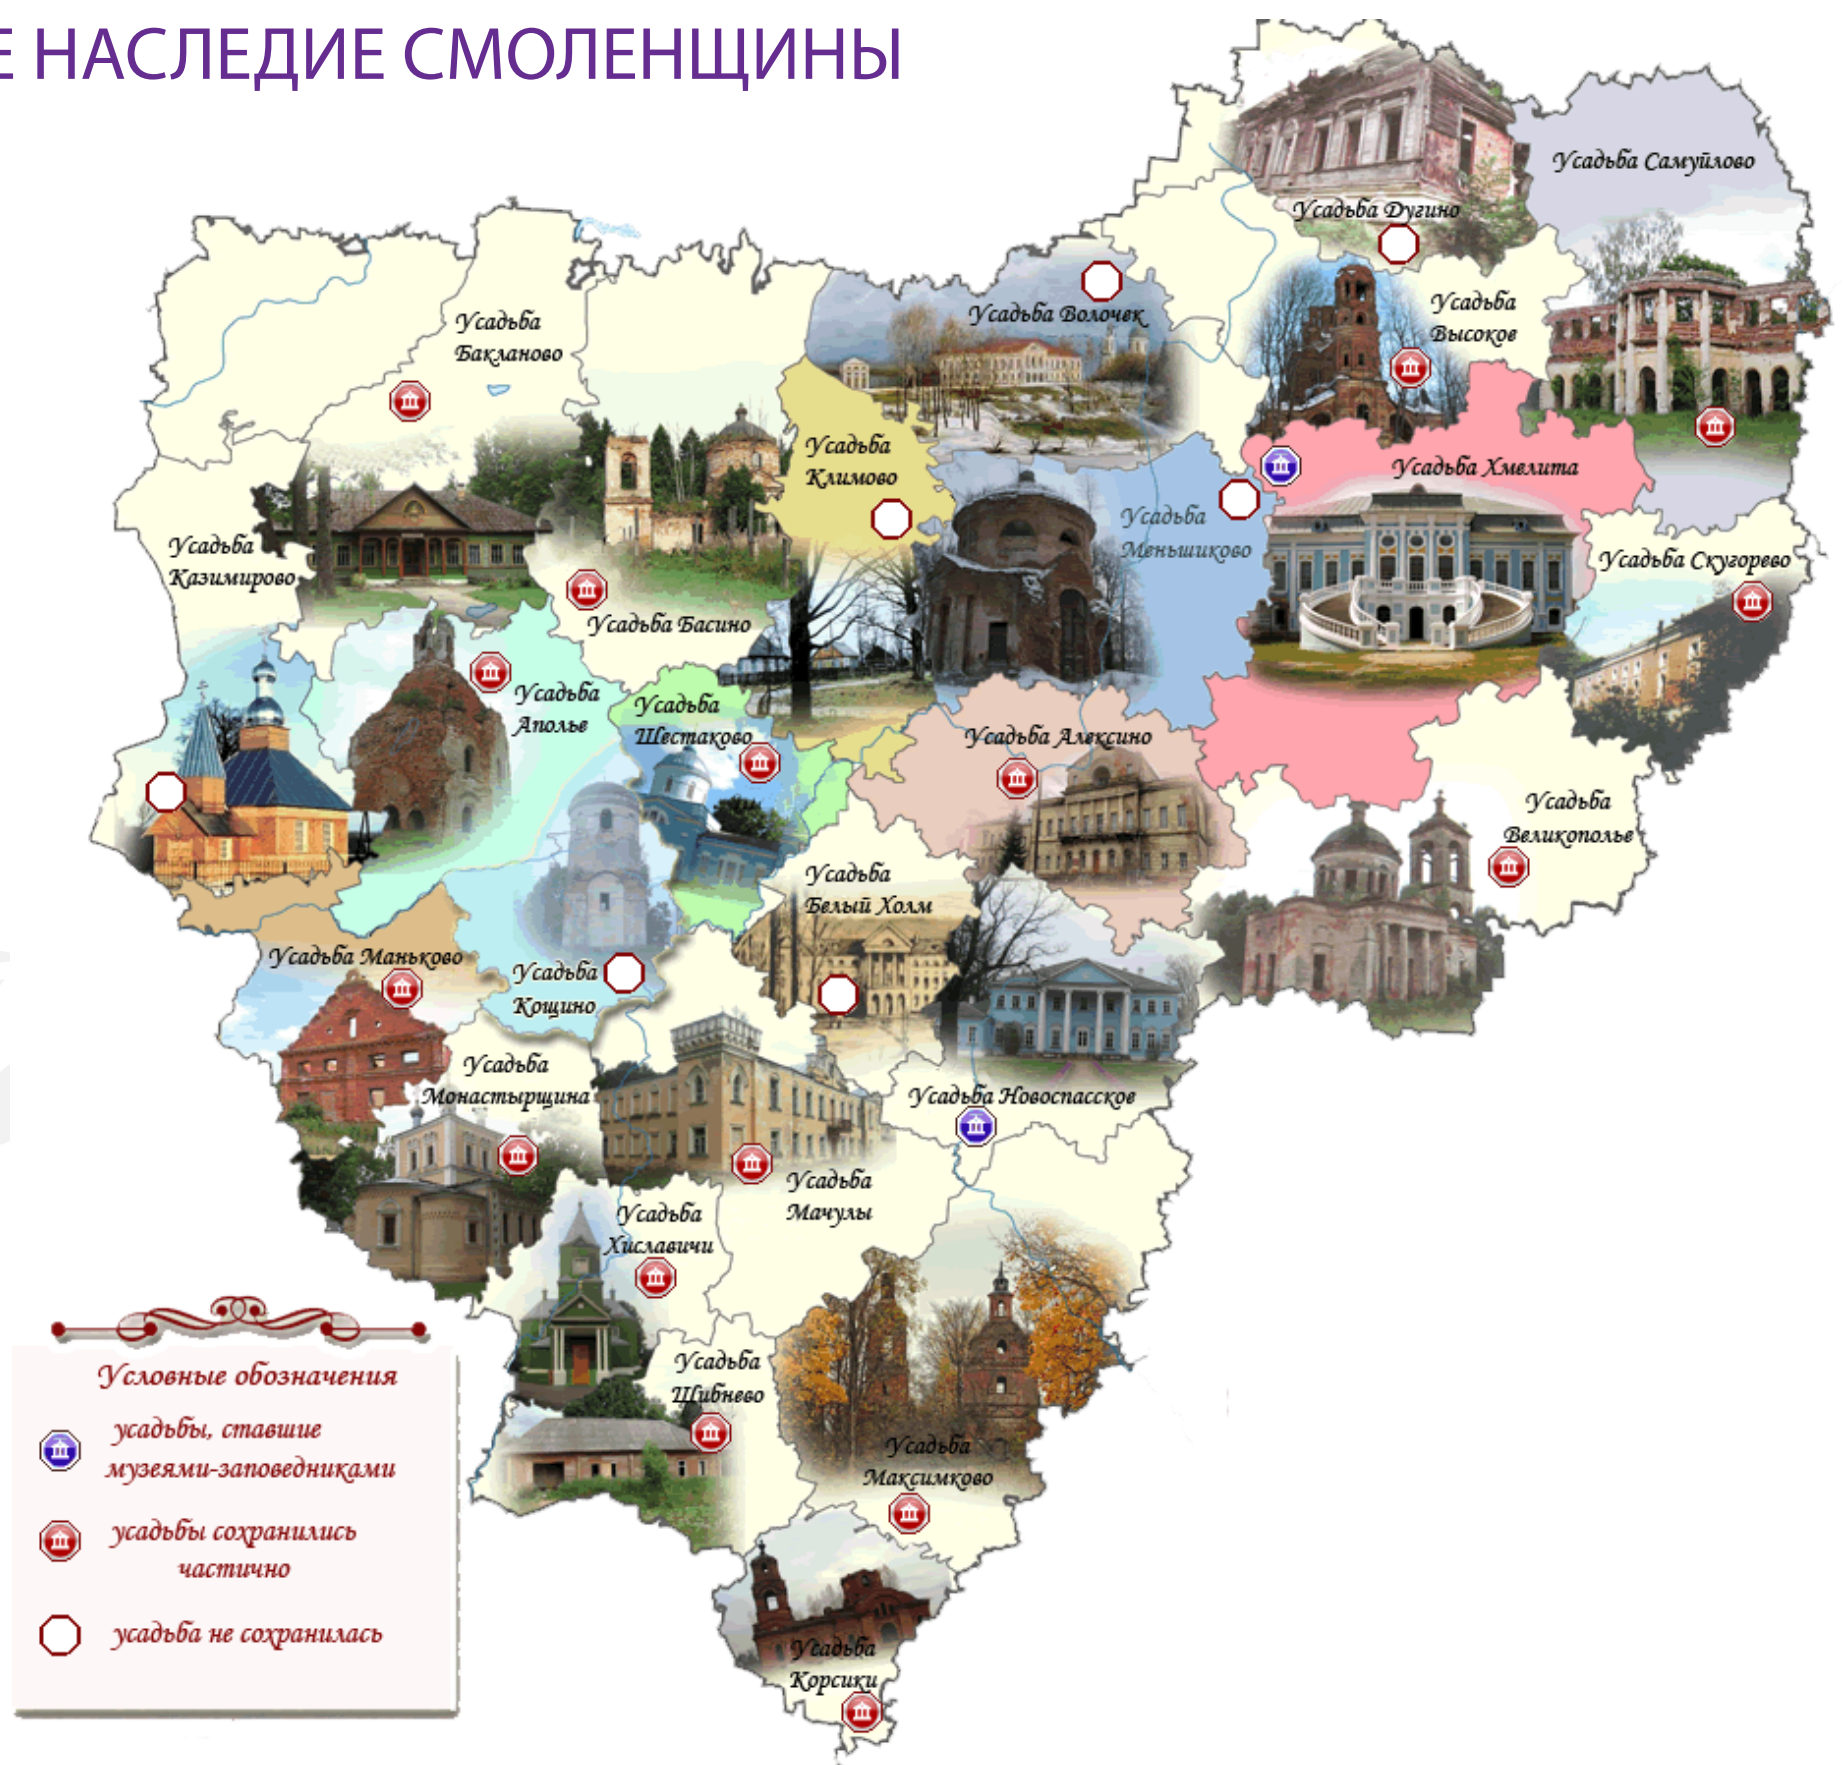 Е НАСЛЕДИЕ СМОЛЕНЩИНЫ
Усадьба Самуйлово
Усадьба Дугино
Усадьба
Высокое
Усадьба Волочек
Усадьба
Бакланово
Усадьба
Климово
Усадьба Хмелита
Усадьба
Меньшиково
Усадьба Скугорево
Усадьба
Казимирово
Усадьба Басино
Усадьба
Аполье
Усадьба
Шестаково
Усадьба Алексино
Усадьба
Великополье
Усадьба
Белый Холм
Усадьба Маньково
Усадьба
Кощино
Усадьба
Монастырщина
Усадьба Новоспасское
Усадьба
Мачулы
Усадьба
Хиславичи
Усадьба
Шибнево
Усадьба
Максимково
Усадьба
Корсики
Условные обозначения
усадьбы, ставшие
музеями-заповедниками
усадьбы сохранились
частично
усадьба не сохранилась